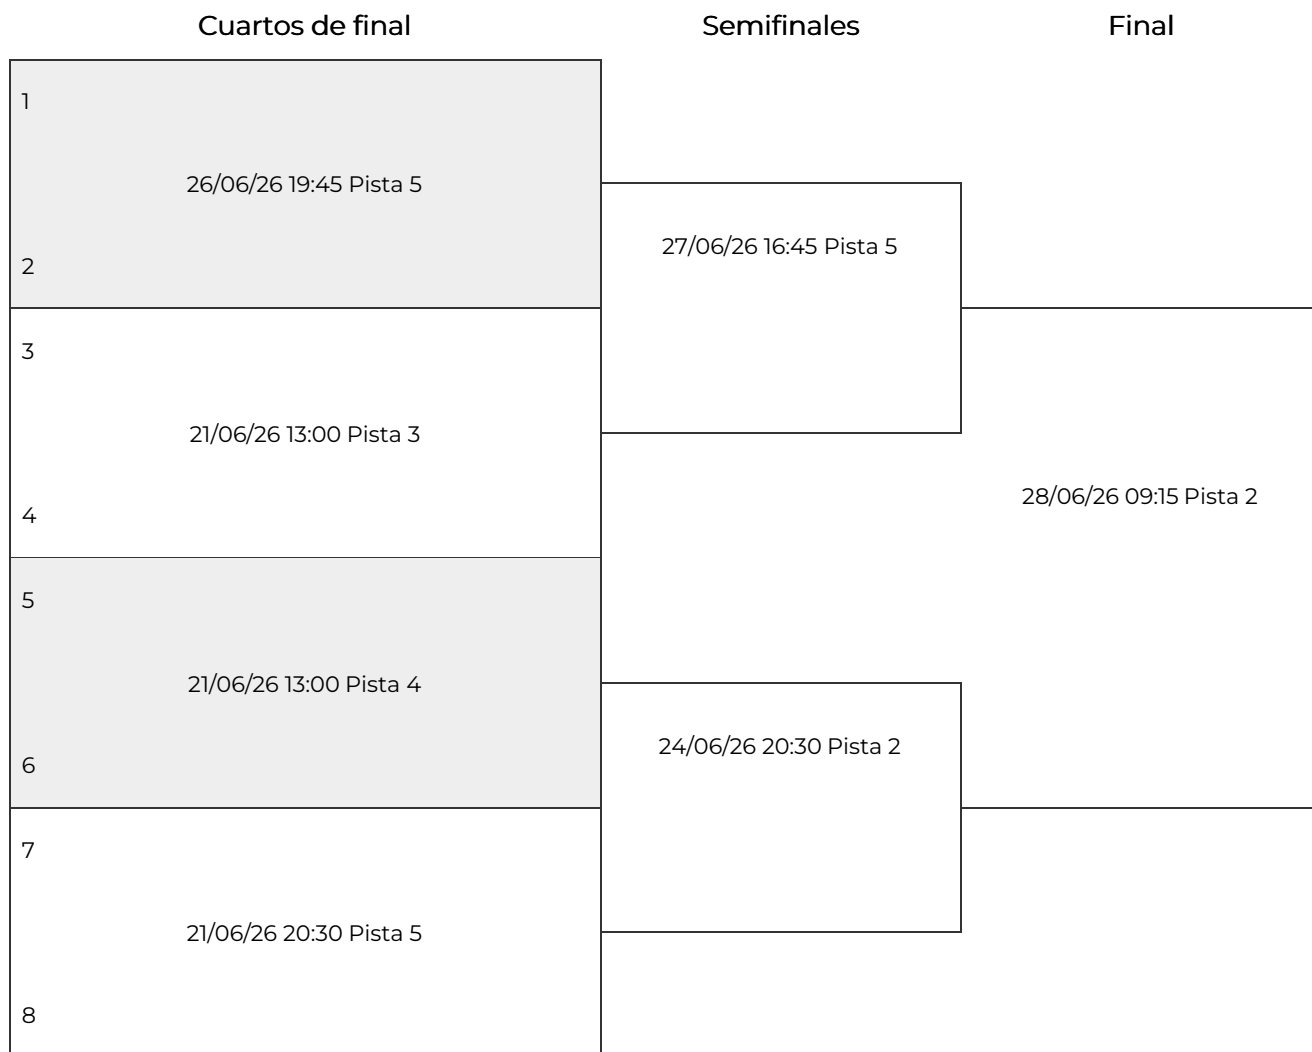 Cuartos de final
Semifinales
Final
1
26/06/26 19:45 Pista 5
2
27/06/26 16:45 Pista 5
3
21/06/26 13:00 Pista 3
4
28/06/26 09:15 Pista 2
5
21/06/26 13:00 Pista 4
6
24/06/26 20:30 Pista 2
7
21/06/26 20:30 Pista 5
8